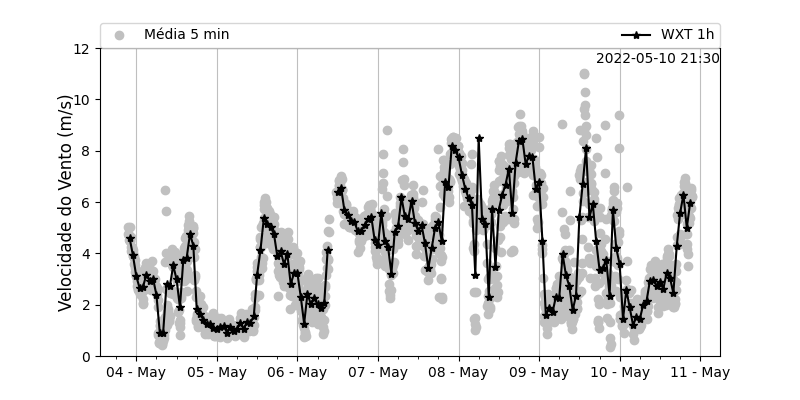 Média 5 min
WXT 1h
2022-05-10 21:30
Velocidade do Vento (m/s)
12
10
8
6
4
2
0
04 - May
05 - May
06 - May
07 - May
08 - May
09 - May
10 - May
11 - May